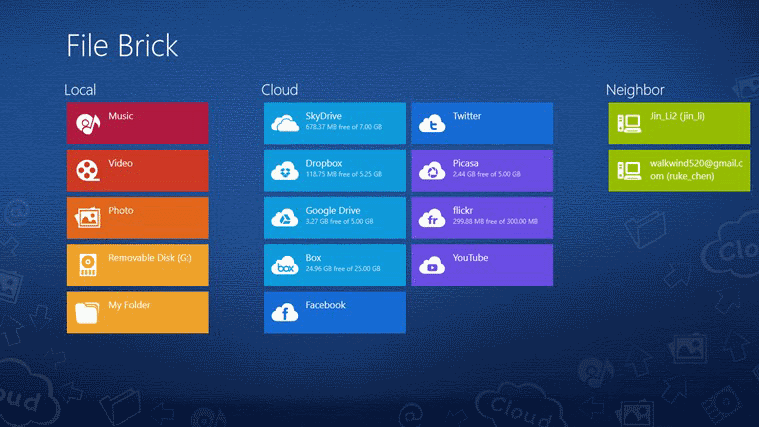 File Brick
Local
Music
Video
Photo
Removable Disk (G:)
My Folder
Cloud
SkyDrive
678.37 MB free of 7.00 GB
Dropbox
118.75 MB free of 5.25 GB
Google Drive
3.27 GB free of 5.00 GB
Box
24.96 GB free of 25.00 GB
box
Facebook
Twitter
Picasa
2.44 GB free of 5.00 GB
flickr
299.88 MB free of 300.00 MB
fr
YouTube
Neighbor
Jin_Li2 (jin_li)
walkwind520@gmail.c
om (ruke_chen)
Cloud
Cloud
Cloud